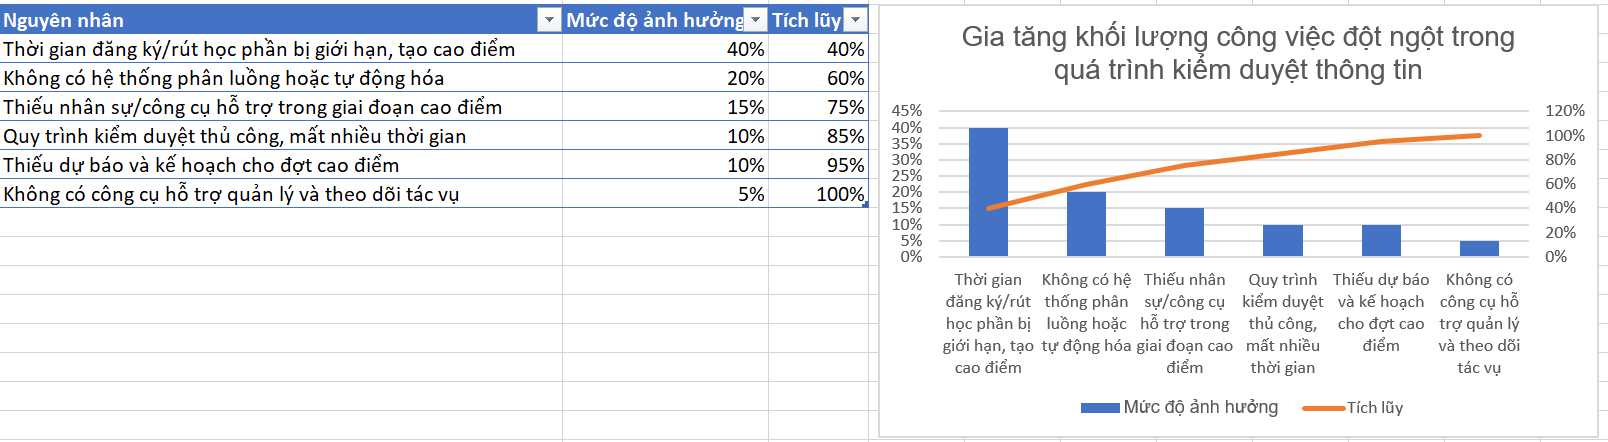 Nguyên nhân Mức độ ảnh hưởng Tích lũy
Thời gian đăng ký/rút học phần bị giới hạn, tạo cao điểm 40% 40%
Không có hệ thống phân luồng hoặc tự động hóa 20% 60%
Thiếu nhân sự/công cụ hỗ trợ trong giai đoạn cao điểm 15% 75%
Quy trình kiểm duyệt thủ công, mất nhiều thời gian 10% 85%
Thiếu dự báo và kế hoạch cho đợt cao điểm 10% 95%
Không có công cụ hỗ trợ quản lý và theo dõi tác vụ 5% 100%
Gia tăng khối lượng công việc đột ngột trong
quá trình kiểm duyệt thông tin
45%
40%
35%
30%
25%
20%
15%
10%
5%
0%
120%
100%
80%
60%
40%
20%
0%
Thời gian
đăng ký/rút
học phần bị
giới hạn, tạo
cao điểm
Không có hệ
thống phân
luồng hoặc
tự động hóa
Thiếu nhân
sự/công cụ
hỗ trợ trong
giai đoạn cao
điểm
Quy trình
kiểm duyệt
thủ công,
mất nhiều
thời gian
Thiếu dự báo
và kế hoạch
cho đợt cao
điểm
Không có
công cụ hỗ
trợ quản lý
và theo dõi
tác vụ
Mức độ ảnh hưởng
Tích lũy